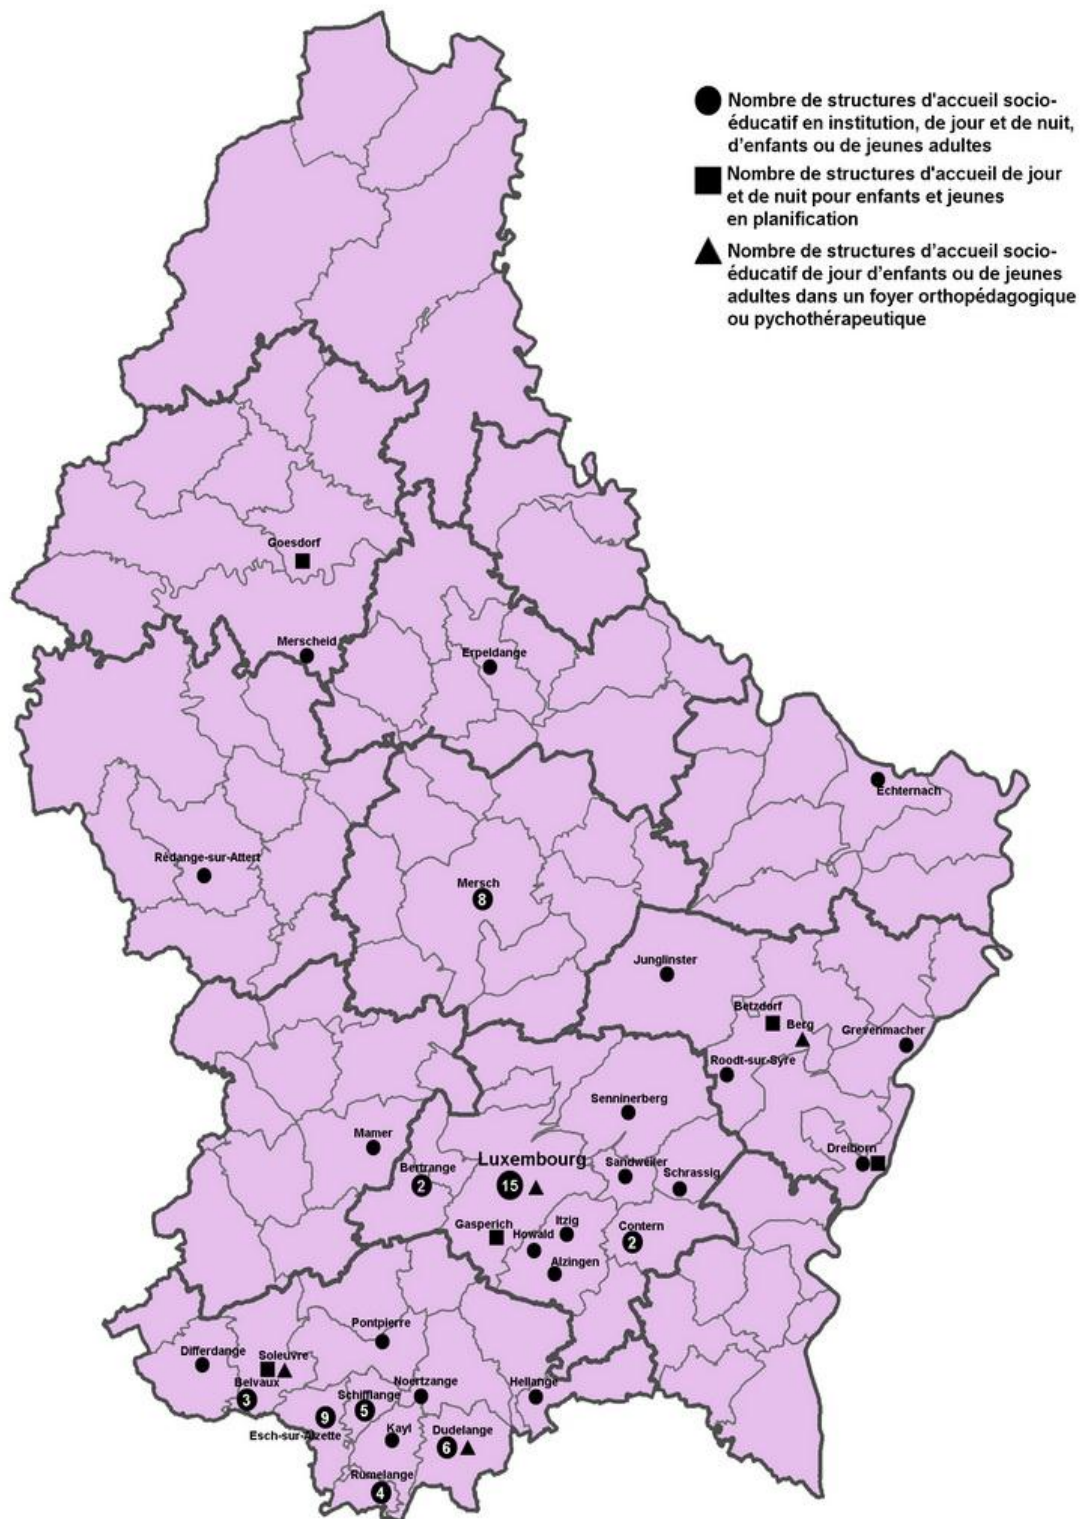 Nombre de structures d'accueil socio-
éducatif en institution, de jour et de nuit,
d'enfants ou de jeunes adultes
Nombre de structures d'accueil de jour
et de nuit pour enfants et jeunes
en planification
Nombre de structures d'accueil socio-
éducatif de jour d'enfants ou de jeunes
adultes dans un foyer orthopédagogique
ou pychothérapeutique
Goesdorf
Merscheid
Erpeldange
Echternach
Rédange-sur-Attert
Mersch
8
Junglinster
Betzdorf
Berg
Grevenmacher
Roodt-sur-Syre
Senninerberg
Mamer
Dreiborn
Bertrange
2
Luxembourg
15
Sandweiler
Schrassig
Gasperich
Howald
Itzig
Contern
2
Alzingen
Pontpierre
Differdange
Soleuvre
Belvaux
3
Noertzange
Hellange
Schifflange
5
9
Esch-sur-Alzette
Kayl
Dudelange
6
Rumelange
4